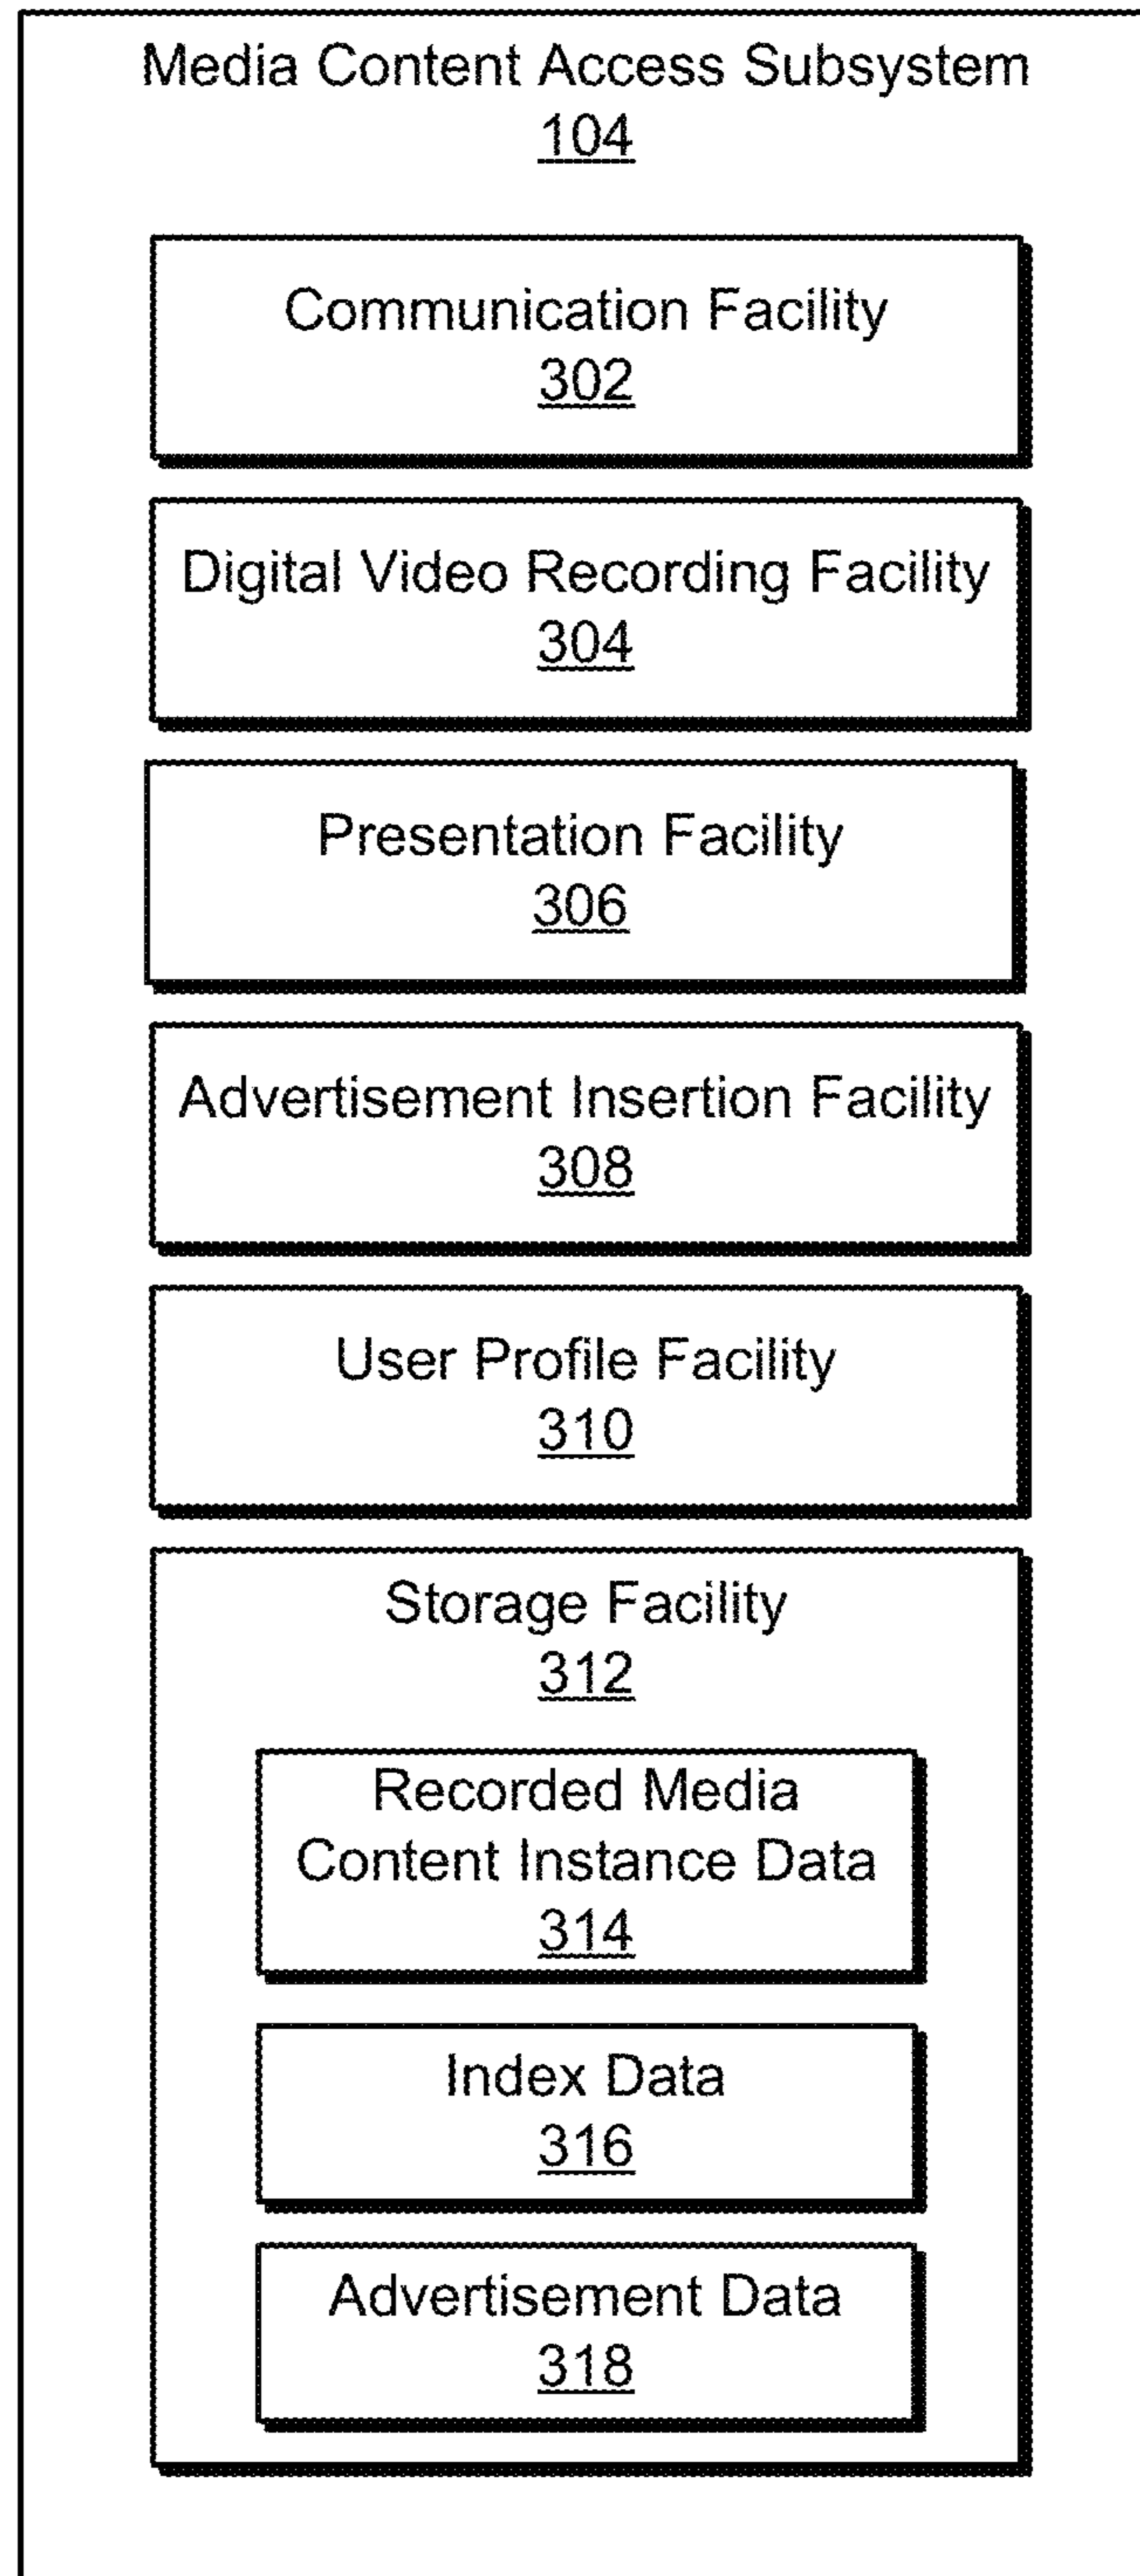 Media Content Access Subsystem
104
Communication Facility
302
Digital Video Recording Facility
304
Presentation Facility
306
Advertisement Insertion Facility
308
User Profile Facility
310
Storage Facility
312
Recorded Media
Content Instance Data
314
Index Data
316
Advertisement Data
318